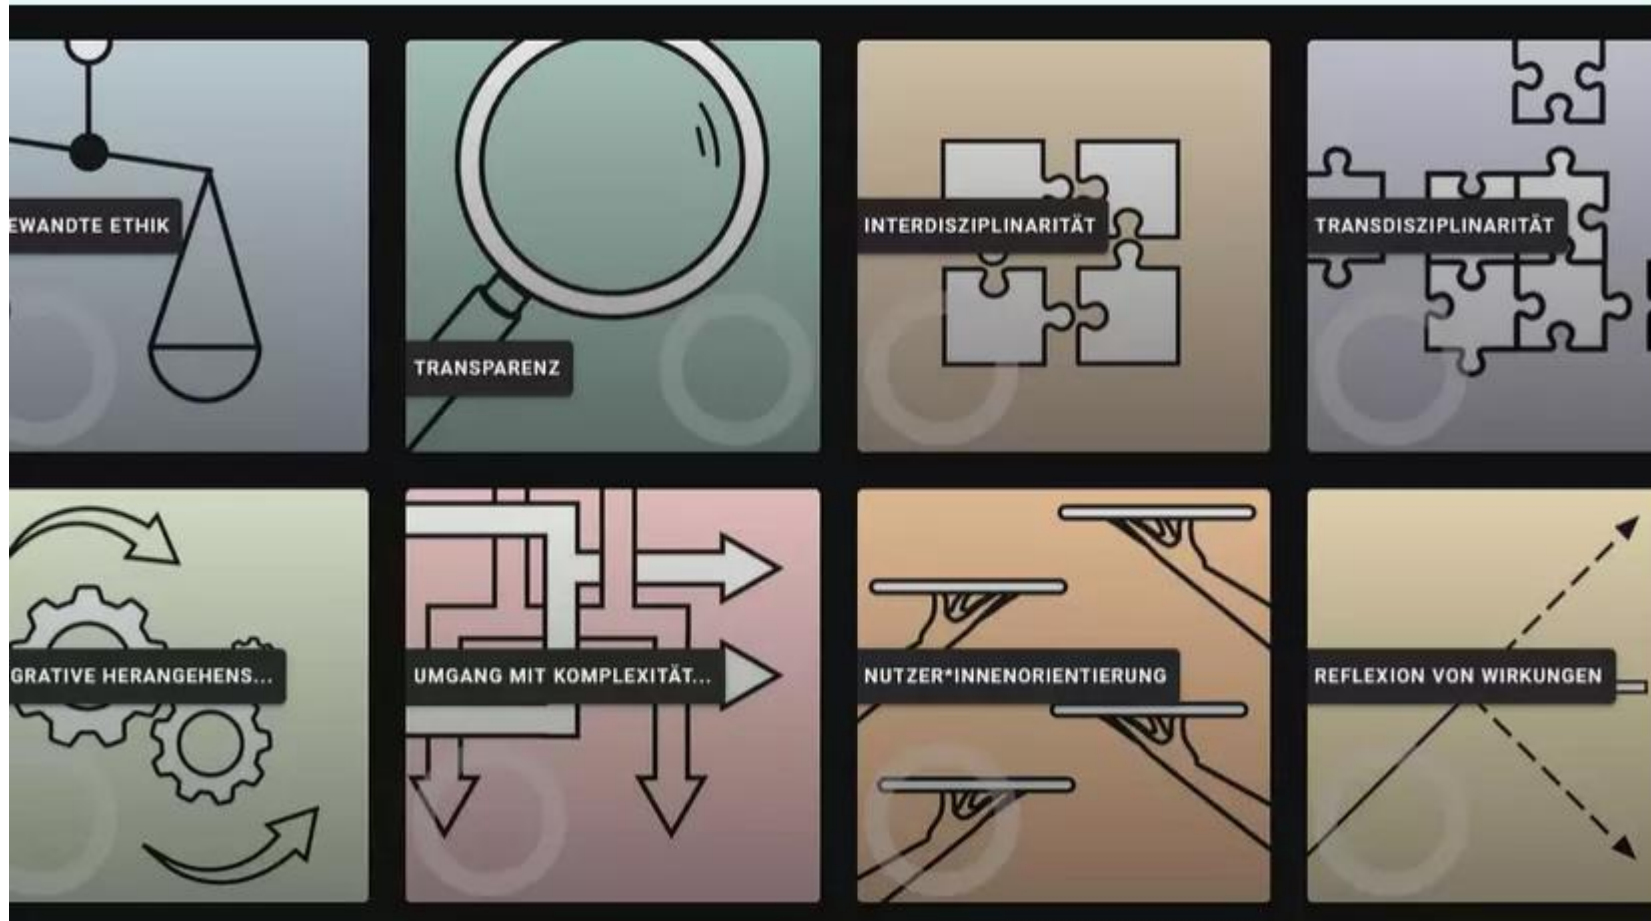 EWANDTE ETHIK
TRANSPARENZ
INTERDISZIPLINARITÄT
TRANSDISZIPLINARITÄT
GRATIVE HERANGEHENS...
UMGANG MIT KOMPLEXITÄT...
NUTZER*INNENORIENTIERUNG
REFLEXION VON WIRKUNGEN